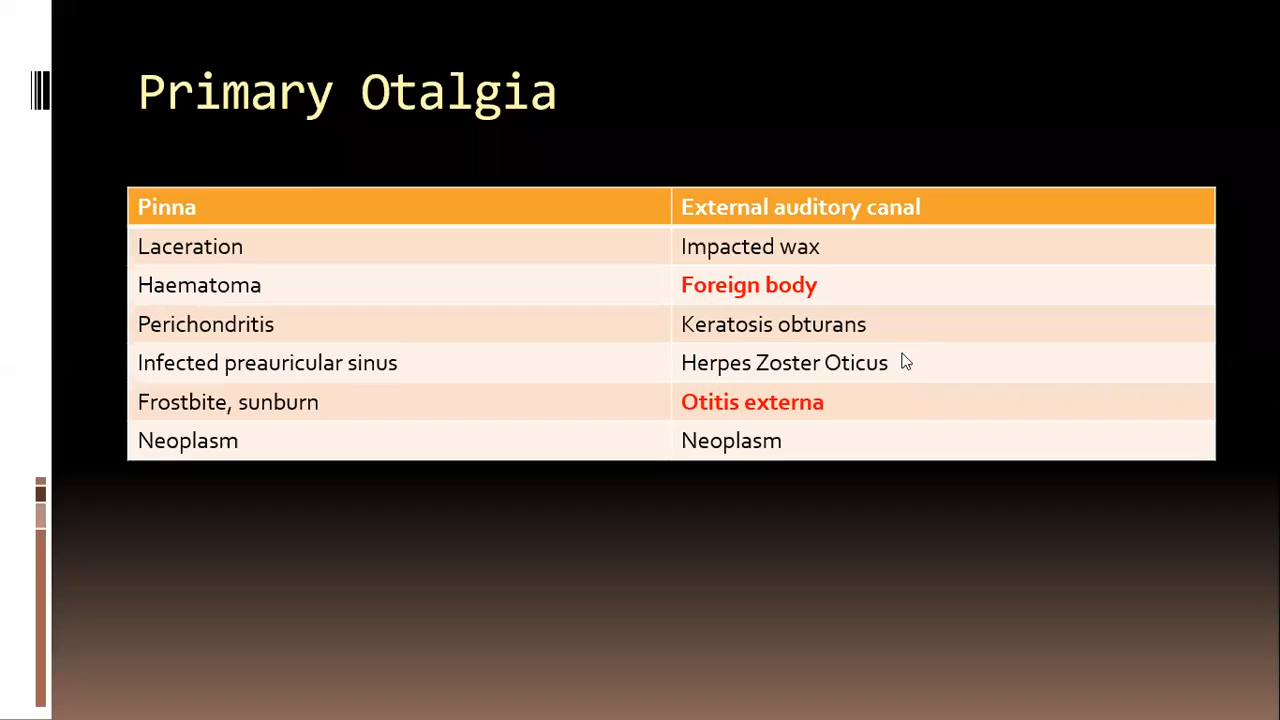 Primary Otalgia
Pinna External auditory canal
Laceration Impacted wax
Haematoma Foreign body
Perichondritis Keratosis obturans
Infected preauricular sinus Herpes Zoster Oticus
Frostbite, sunburn Otitis externa
Neoplasm Neoplasm